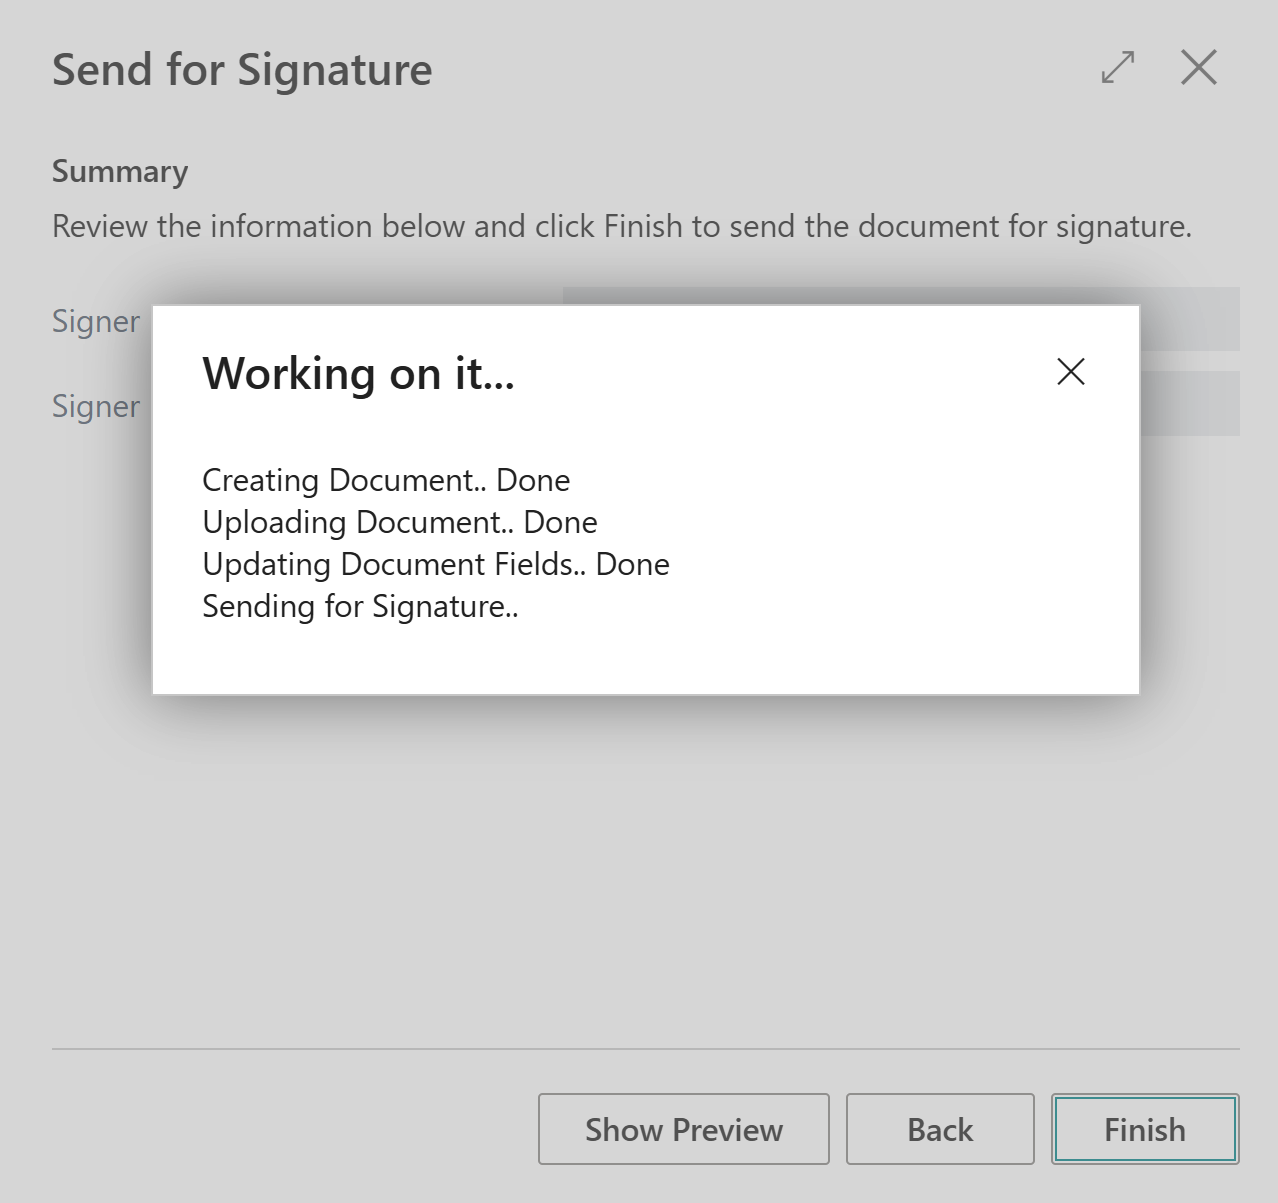 Send for Signature
Summary
Review the information below and click Finish to send the document for signature.
Signer
Signer
Working on it...
Creating Document.. Done
Uploading Document.. Done
Updating Document Fields.. Done
Sending for Signature..
Show Preview
Back
Finish